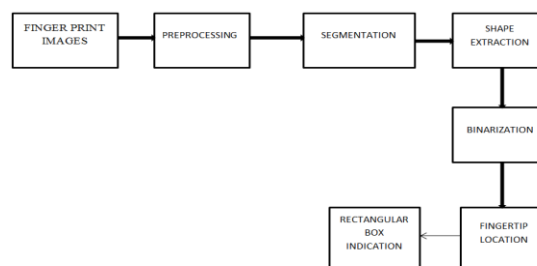 FINGER PRINT
IMAGES
PREPROCESSING
SEGMENTATION
SHAPE
EXTRACTION
BINARIZATION
FINGERTIP
LOCATION
RECTANGULAR
BOX
INDICATION